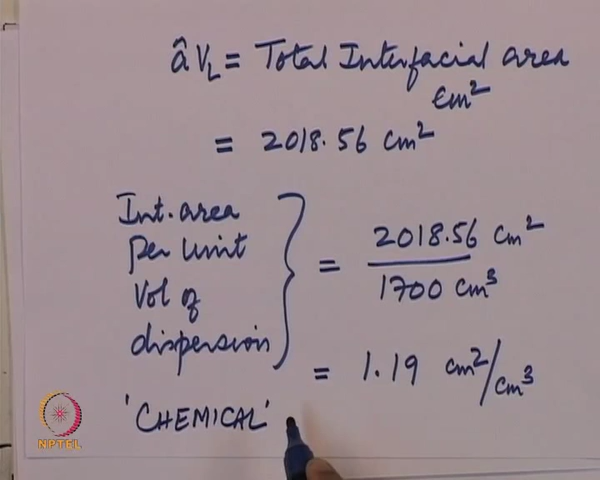 âV_L = Total Interfacial area
cm²
= 2018.56 cm²
Int. area
per unit
Vol of
dispersion } = 2018.56 cm² / 1700 cm³
= 1.19 cm²/cm³
'CHEMICAL'
NPTEL